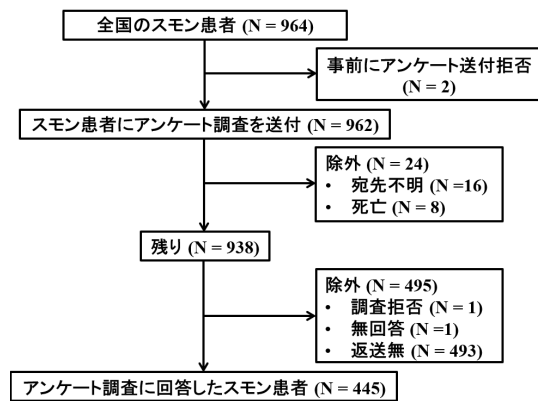 全国のスモン患者 (N = 964)
事前にアンケート送付拒否
(N = 2)
スモン患者にアンケート調査を送付 (N = 962)
除外 (N = 24)
• 宛先不明 (N =16)
• 死亡 (N = 8)
残り (N = 938)
除外 (N = 495)
• 調査拒否 (N = 1)
• 無回答 (N =1)
• 返送無 (N = 493)
アンケート調査に回答したスモン患者 (N = 445)